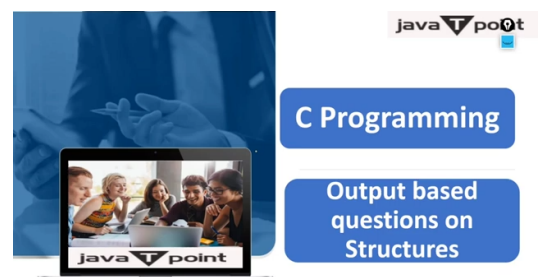 javaTpoint
C Programming
Output based
questions on
Structures
javaTpoint